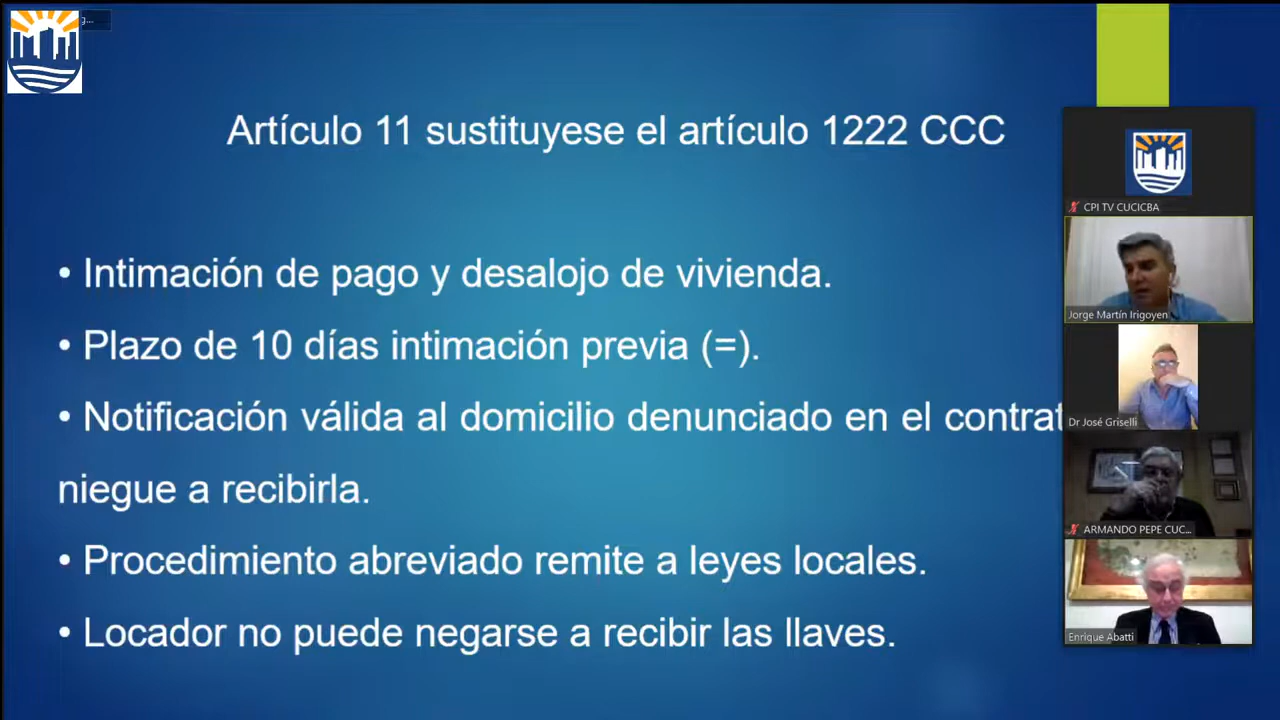 Artículo 11 sustituyese el artículo 1222 CCC
• Intimación de pago y desalojo de vivienda.
• Plazo de 10 días intimación previa (=).
• Notificación válida al domicilio denunciado en el contrat
niegue a recibirla.
• Procedimiento abreviado remite a leyes locales.
• Locador no puede negarse a recibir las llaves.
CPI TV CUCICBA
Jorge Martín Irigoyen
Dr José Griselli
ARMANDO PEPE CUC...
Enrique Abatti